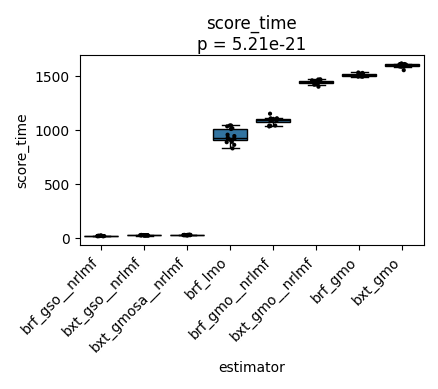 score_time
p = 5.21e-21
score_time
1500
1000
500
0
brf_gso__nrlmf
bxt_gso__nrlmf
bxt_gmosa__nrlmf
brf_lmo
brf_gmo__nrlmf
bxt_gmo__nrlmf
brf_gmo
bxt_gmo
estimator